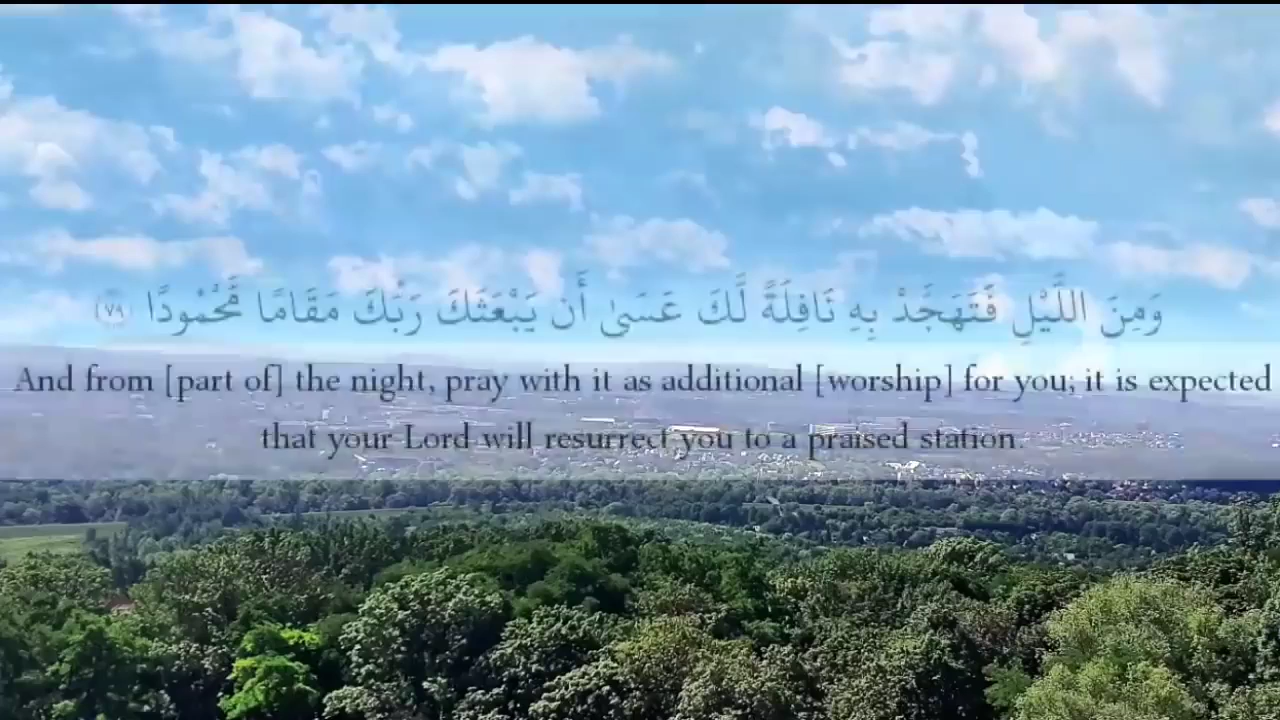 وَمِنَ اللَّيْلِ فَتَهَجَّدْ بِهِ نَافِلَةً لَّكَ عَسَىٰ أَن يَبْعَثَكَ رَبُّكَ مَقَامًا مَّحْمُودًا ﴿٧٩﴾
And from [part of] the night, pray with it as additional [worship] for you; it is expected
that your Lord will resurrect you to a praised station.